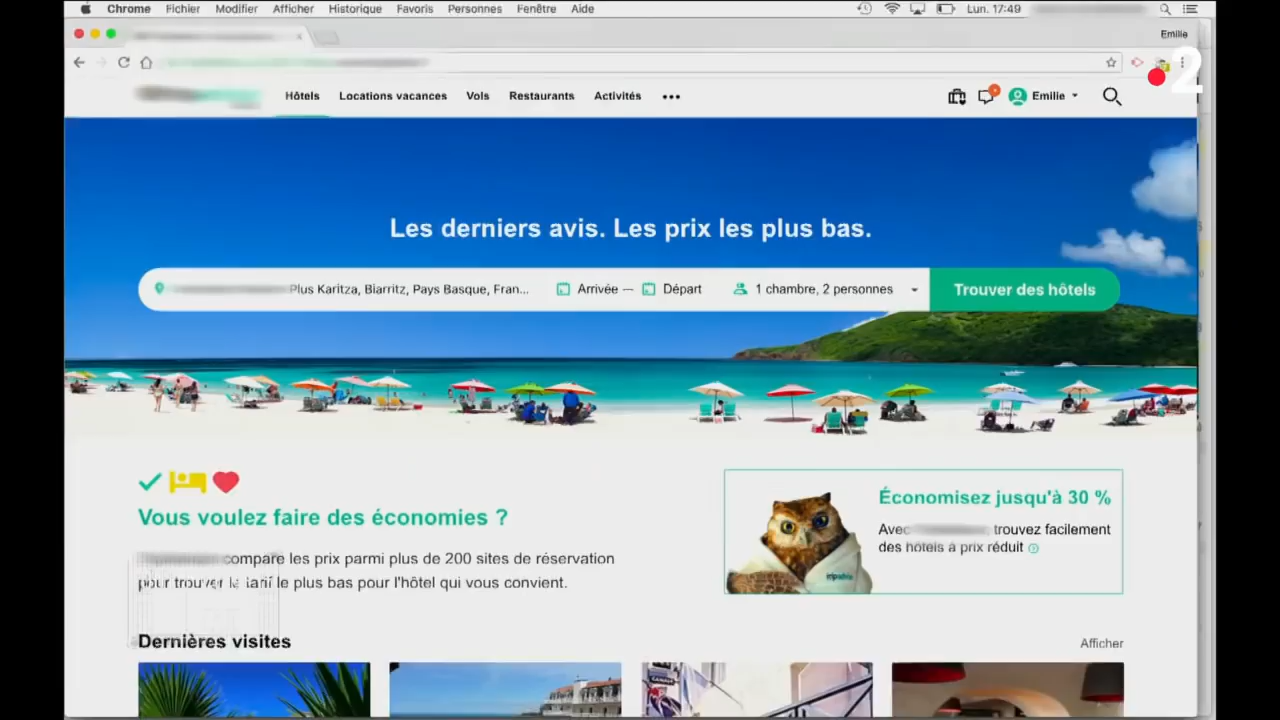 Chrome Fichier Modifier Afficher Historique Favoris Personnes Fenêtre Aide Lun. 17:49
Emilie
2
Hôtels Locations vacances Vols Restaurants Activités ••• Emilie
Les derniers avis. Les prix les plus bas.
Plus Karitza, Biarritz, Pays Basque, Fran... Arrivée — Départ 1 chambre, 2 personnes Trouver des hôtels
Vous voulez faire des économies ?
compare les prix parmi plus de 200 sites de réservation
pour trouver le tarif le plus bas pour l'hôtel qui vous convient.
Économisez jusqu'à 30 %
Avec trouvez facilement
des hôtels à prix réduit
tripadvisor
Dernières visites
Afficher